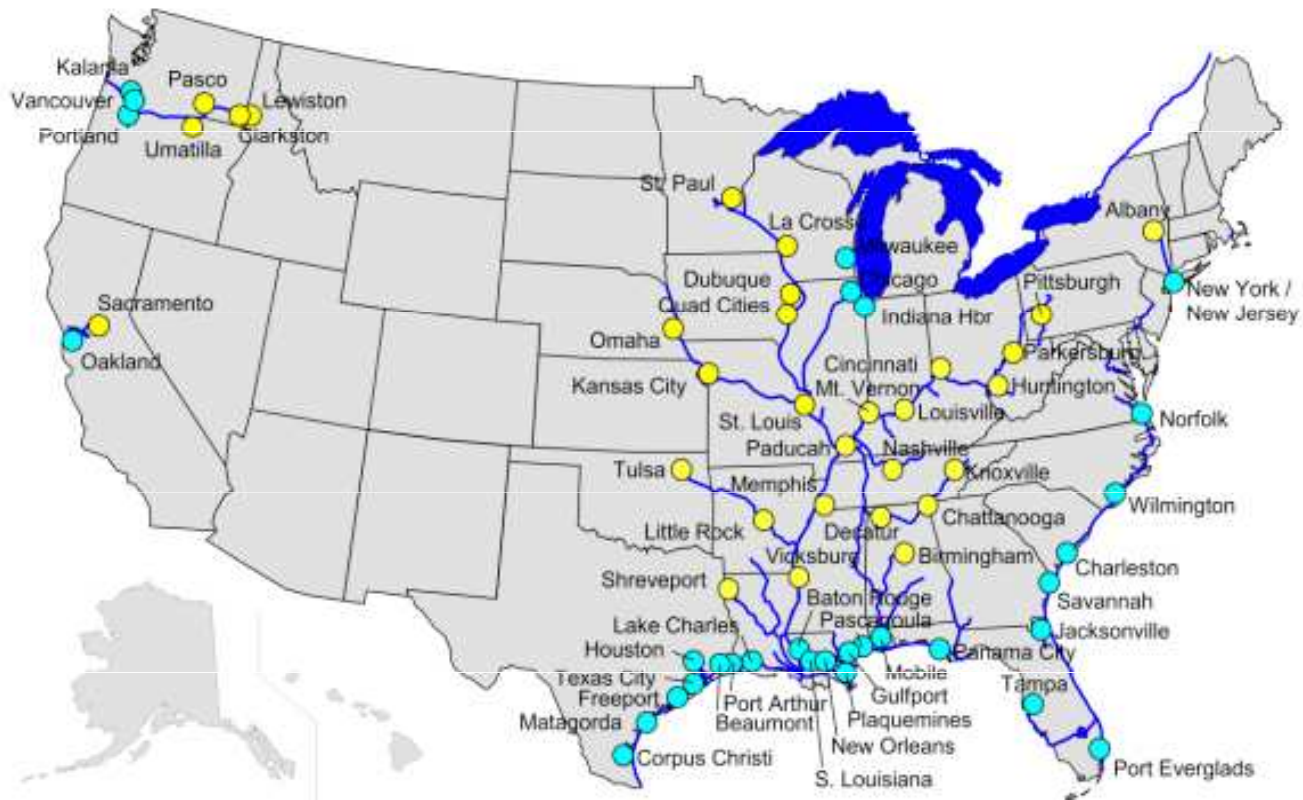 Kalama
Pasco
Vancouver
Lewiston
Portland
Clarkston
Umatilla
St. Paul
La Crosse
Albany
Milwaukee
Dubuque
Chicago
Pittsburgh
Quad Cities
New York /
New Jersey
Sacramento
Indiana Hbr
Omaha
Oakland
Parkersburg
Cincinnati
Kansas City
Mt. Vernon
Huntington
St. Louis
Louisville
Norfolk
Paducah
Nashville
Tulsa
Knoxville
Memphis
Wilmington
Little Rock
Decatur
Chattanooga
Vicksburg
Birmingham
Charleston
Shreveport
Baton Rouge
Savannah
Lake Charles
Pascagoula
Jacksonville
Houston
Panama City
Texas City
Mobile
Tampa
Freeport
Port Arthur
Gulfport
Matagorda
Beaumont
Plaquemines
New Orleans
Corpus Christi
Port Everglads
S. Louisiana